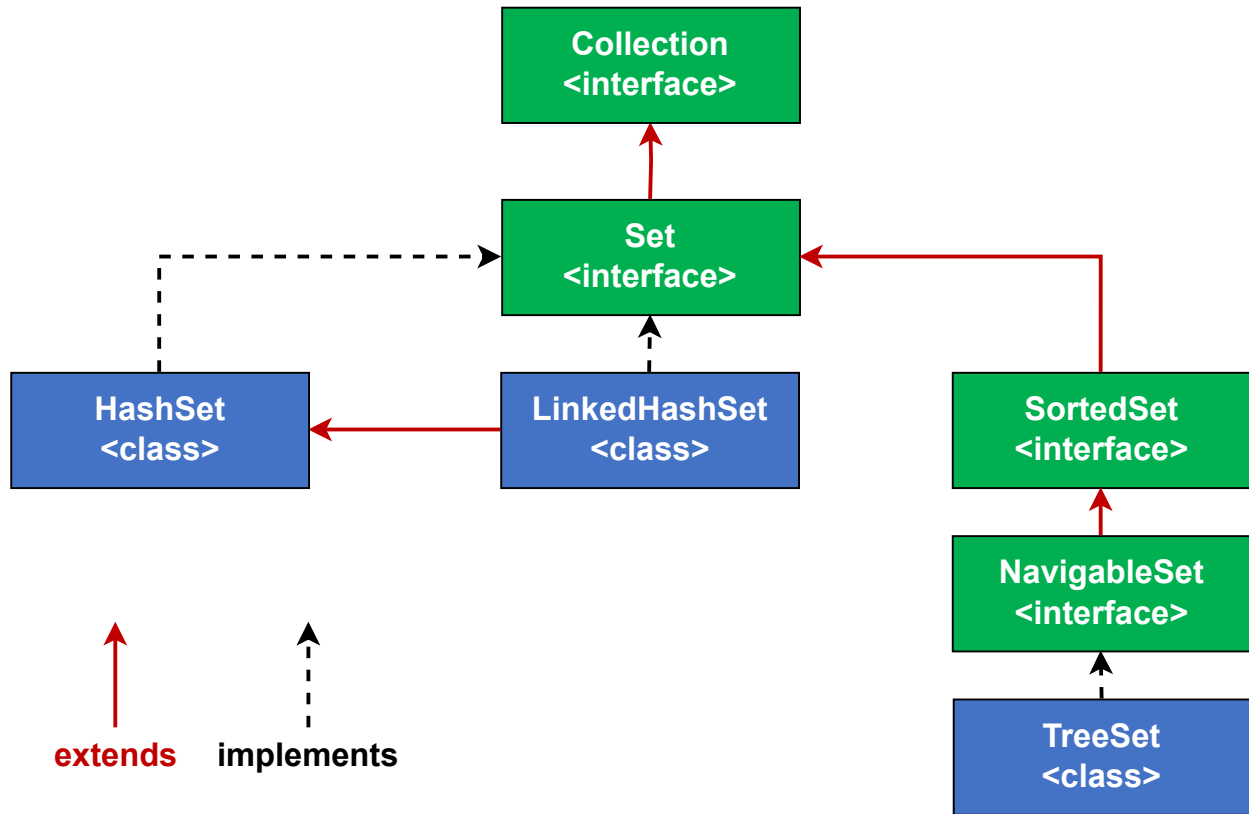 Collection
<interface>
Set
<interface>
HashSet
<class>
LinkedHashSet
<class>
SortedSet
<interface>
NavigableSet
<interface>
TreeSet
<class>
extends
implements